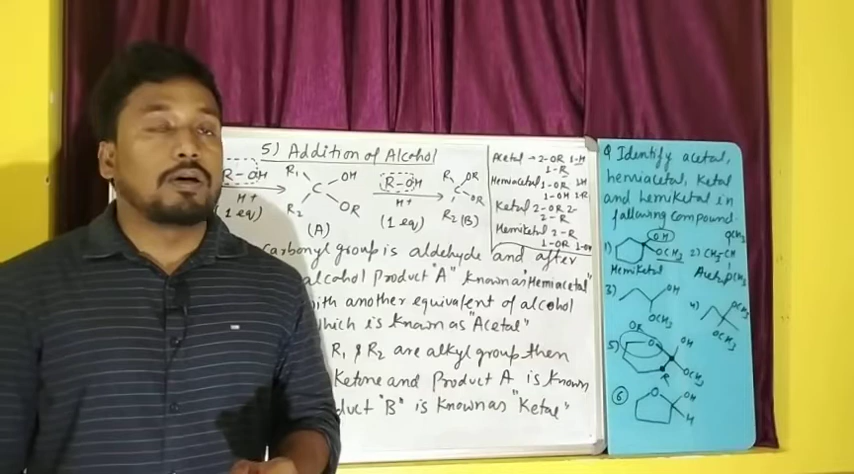 5) Addition of Alcohol
R-OH
H+
(1 eq)
R1
R2
C
OH
OR
(A)
R-OH
H+
(1 eq)
R1
R2
C
OR
OR
(B)
Acetal → 2-OR 1-H
1-R
Hemiacetal 1-OR 1-H
1-OH 1-R
Ketal 2-OR 2-
2-R
Hemiketal 2-R
1-OR 1-OH
Carbonyl group is aldehyde and after
alcohol product "A" known as "Hemiacetal"
with another equivalent of alcohol
which is known as "Acetal"
R1 & R2 are alkyl group then
Ketone and Product A is known
"B" is known as "Ketal"
Q Identify acetal,
hemiacetal, Ketal
and Hemiketal in
following compound
1)
OH
OCH3
Hemiketal
2) CH3-CH
OCH3
OCH3
Acetal
3)
OH
OCH3
4)
OCH3
OCH3
5)
OR
O
OH
OCH3
R
6
O
OH
H